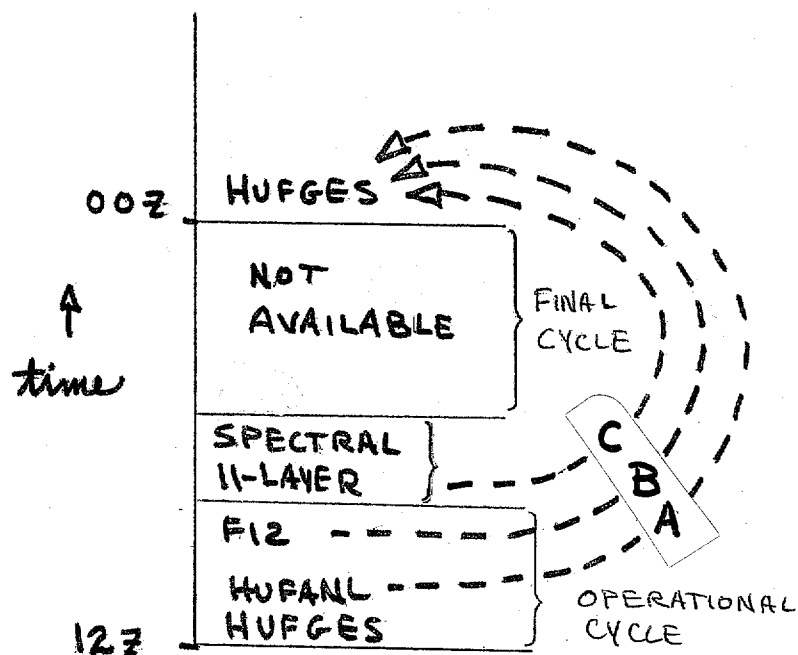 00Z
HUFGES
NOT
AVAILABLE
FINAL
CYCLE
time
SPECTRAL
11-LAYER
C
B
A
F12
HUFANL
HUFGES
OPERATIONAL
CYCLE
12Z